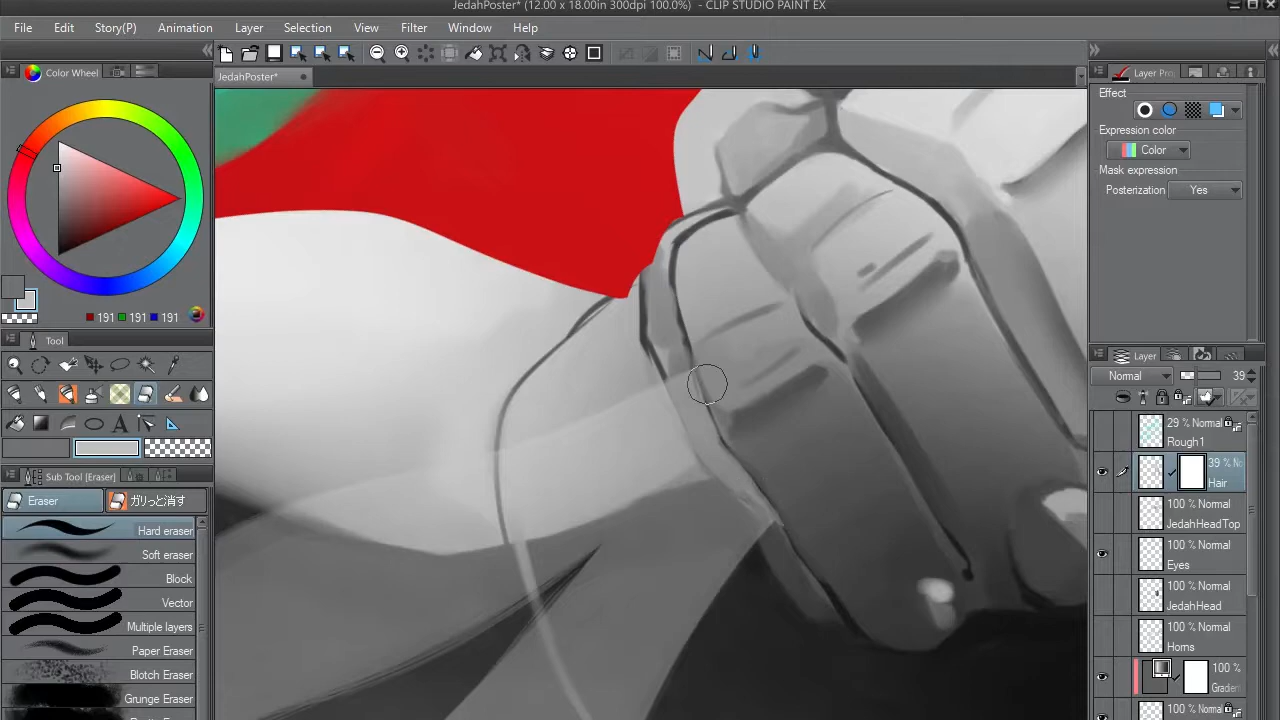 JedahPoster* (12.00 x 18.00in 300dpi 100.0%) - CLIP STUDIO PAINT EX
File Edit Story(P) Animation Layer Selection View Filter Window Help
Color Wheel
JedahPoster*
Layer Pro
Effect
Expression color
Color
Mask expression
Posterization Yes
191 191 191
Tool
Layer
Normal 39
29 % Normal
Rough1
39 % No
Hair
100 % Normal
JedahHeadTop
100 % Normal
Eyes
100 % Normal
JedahHead
100 % Normal
Horns
100 %
Gradien
100 % Normal
Sub Tool [Eraser]
Eraser ガリっと消す
Hard eraser
Soft eraser
Block
Vector
Multiple layers
Paper Eraser
Blotch Eraser
Grunge Eraser